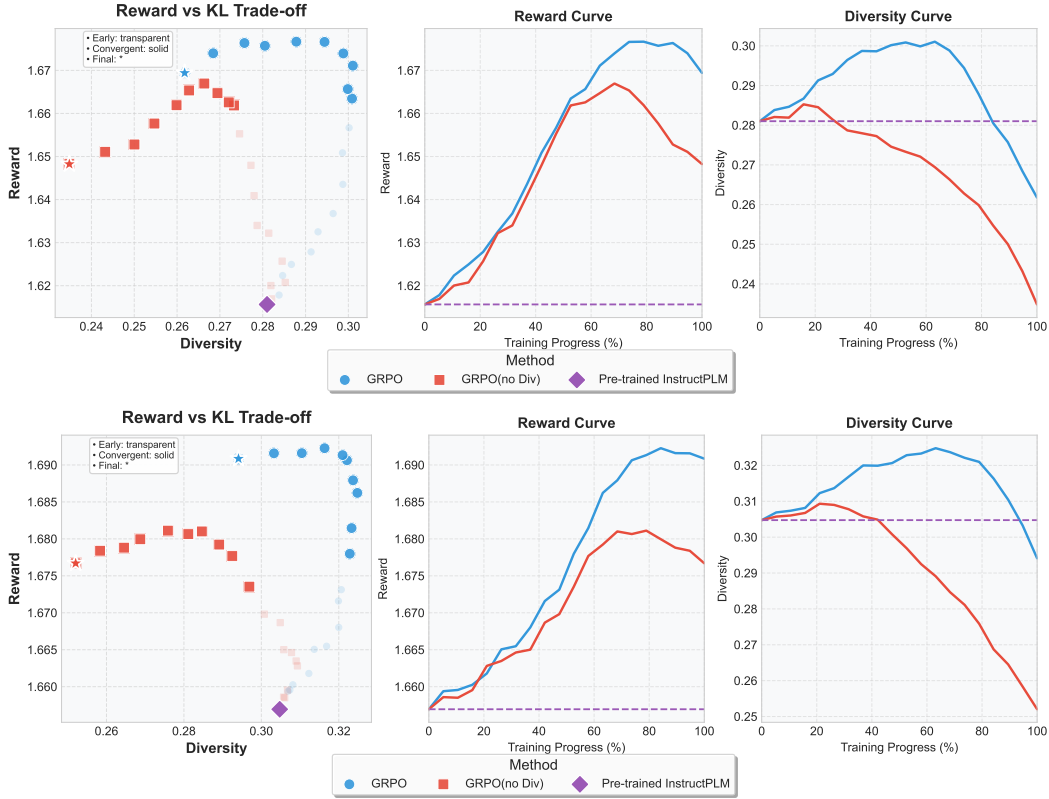 Reward vs KL Trade-off
• Early: transparent
• Convergent: solid
• Final: *
Reward
1.67
1.66
1.65
1.64
1.63
1.62
0.24
0.25
0.26
0.27
0.28
0.29
0.30
Diversity
Reward Curve
Reward
1.67
1.66
1.65
1.64
1.63
1.62
0
20
40
60
80
100
Training Progress (%)
Diversity Curve
Diversity
0.30
0.29
0.28
0.27
0.26
0.25
0.24
0
20
40
60
80
100
Training Progress (%)
Method
GRPO
GRPO(no Div)
Pre-trained InstructPLM
Reward vs KL Trade-off
• Early: transparent
• Convergent: solid
• Final: *
Reward
1.690
1.685
1.680
1.675
1.670
1.665
1.660
0.26
0.28
0.30
0.32
Diversity
Reward Curve
Reward
1.690
1.685
1.680
1.675
1.670
1.665
1.660
0
20
40
60
80
100
Training Progress (%)
Diversity Curve
Diversity
0.32
0.31
0.30
0.29
0.28
0.27
0.26
0.25
0
20
40
60
80
100
Training Progress (%)
Method
GRPO
GRPO(no Div)
Pre-trained InstructPLM